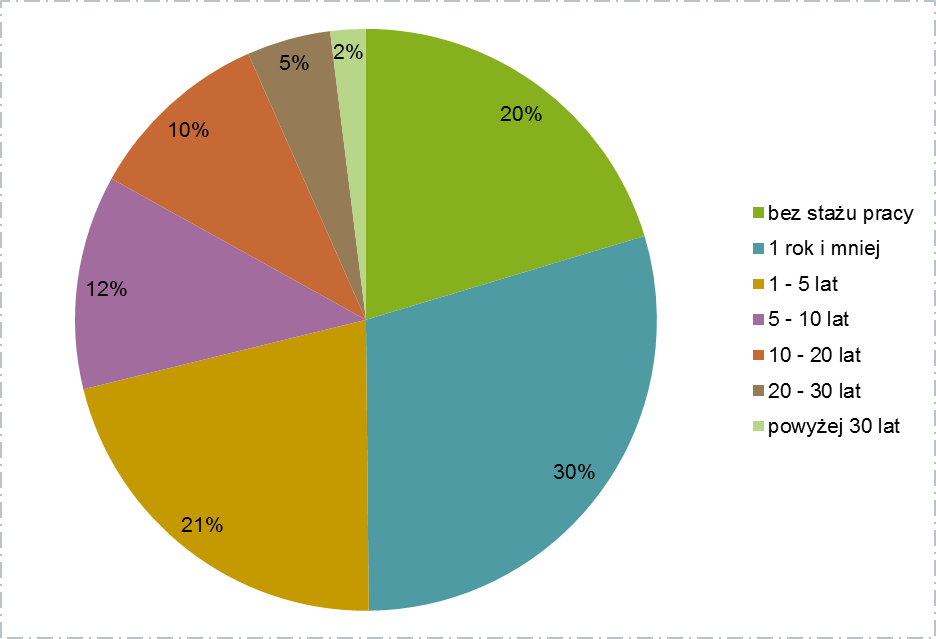 2%
5%
20%
10%
12%
30%
21%
bez stażu pracy
1 rok i mniej
1 - 5 lat
5 - 10 lat
10 - 20 lat
20 - 30 lat
powyżej 30 lat